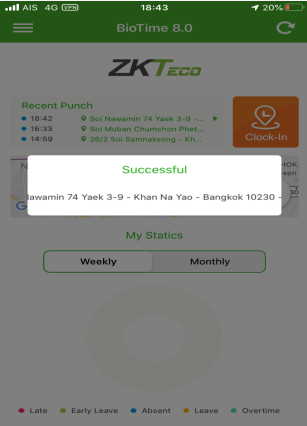 AIS 4G VPN 18:43 20%
BioTime 8.0
ZKTeco
Recent Punch
18:42 Soi Nawamin 74 Yaek 3-9 -...
16:33 Soi Muban Chumchon Phet...
14:59 26/2 Soi Samnaksong - Kh...
Clock-In
Successful
Nawamin 74 Yaek 3-9 - Khan Na Yao - Bangkok 10230 -
My Statics
Weekly Monthly
Late Early Leave Absent Leave Overtime